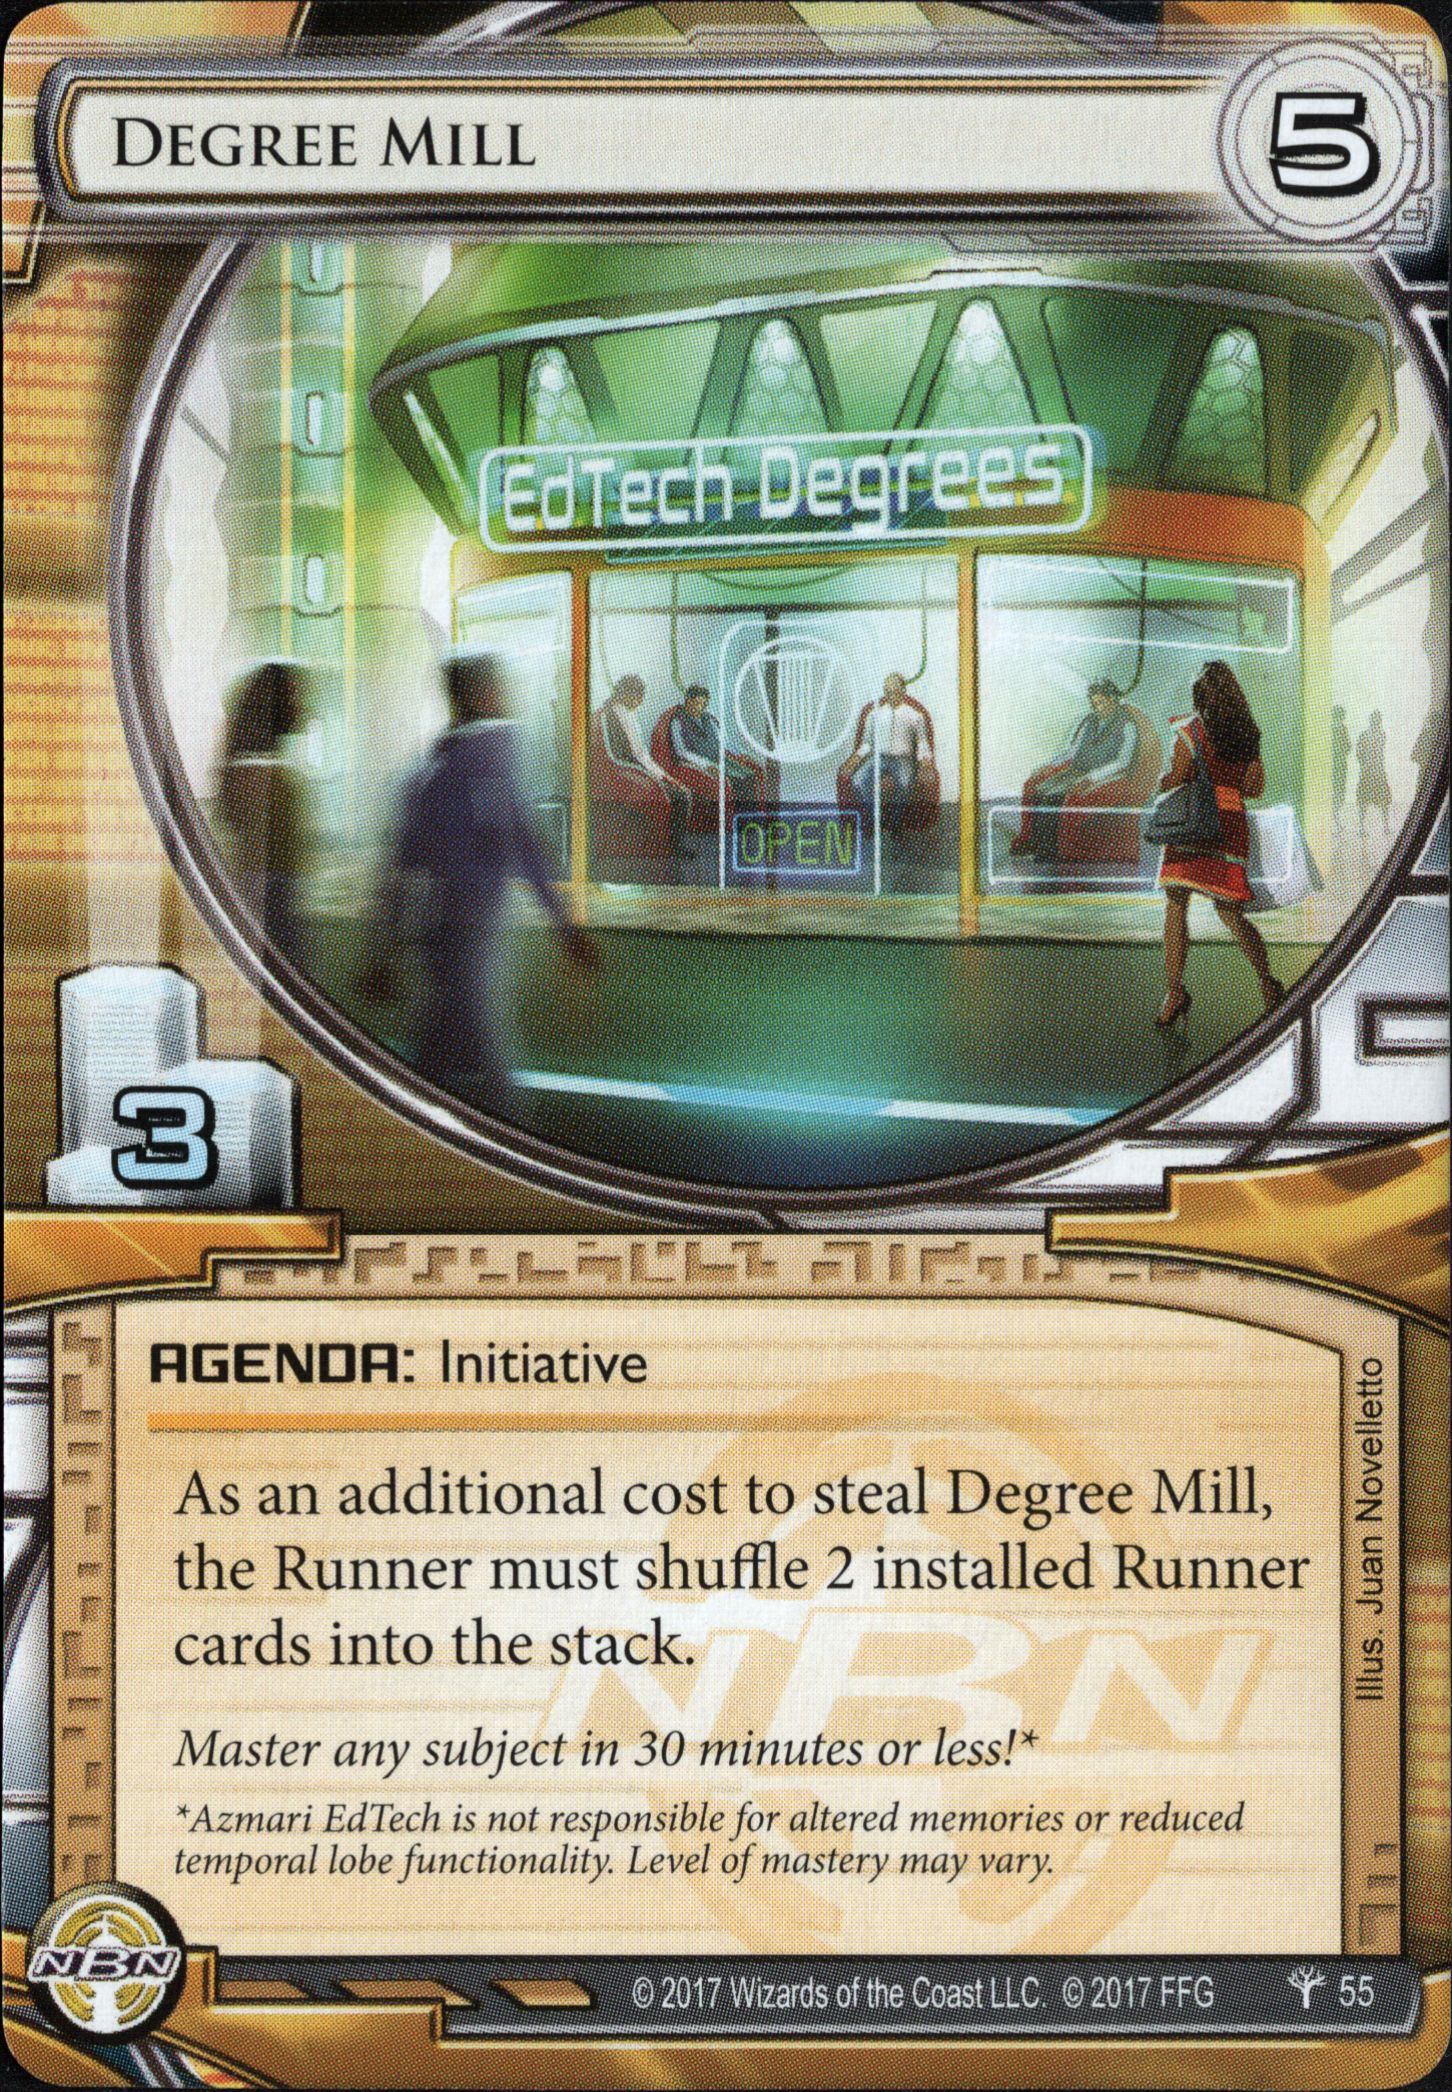 Degree Mill
5
EdTech Degrees
OPEN
3
AGENDA: Initiative
As an additional cost to steal Degree Mill,
the Runner must shuffle 2 installed Runner
cards into the stack.
Master any subject in 30 minutes or less!*
*Azmari EdTech is not responsible for altered memories or reduced
temporal lobe functionality. Level of mastery may vary.
Illus. Juan Novelletto
NBN
NBN
© 2017 Wizards of the Coast LLC. © 2017 FFG
55